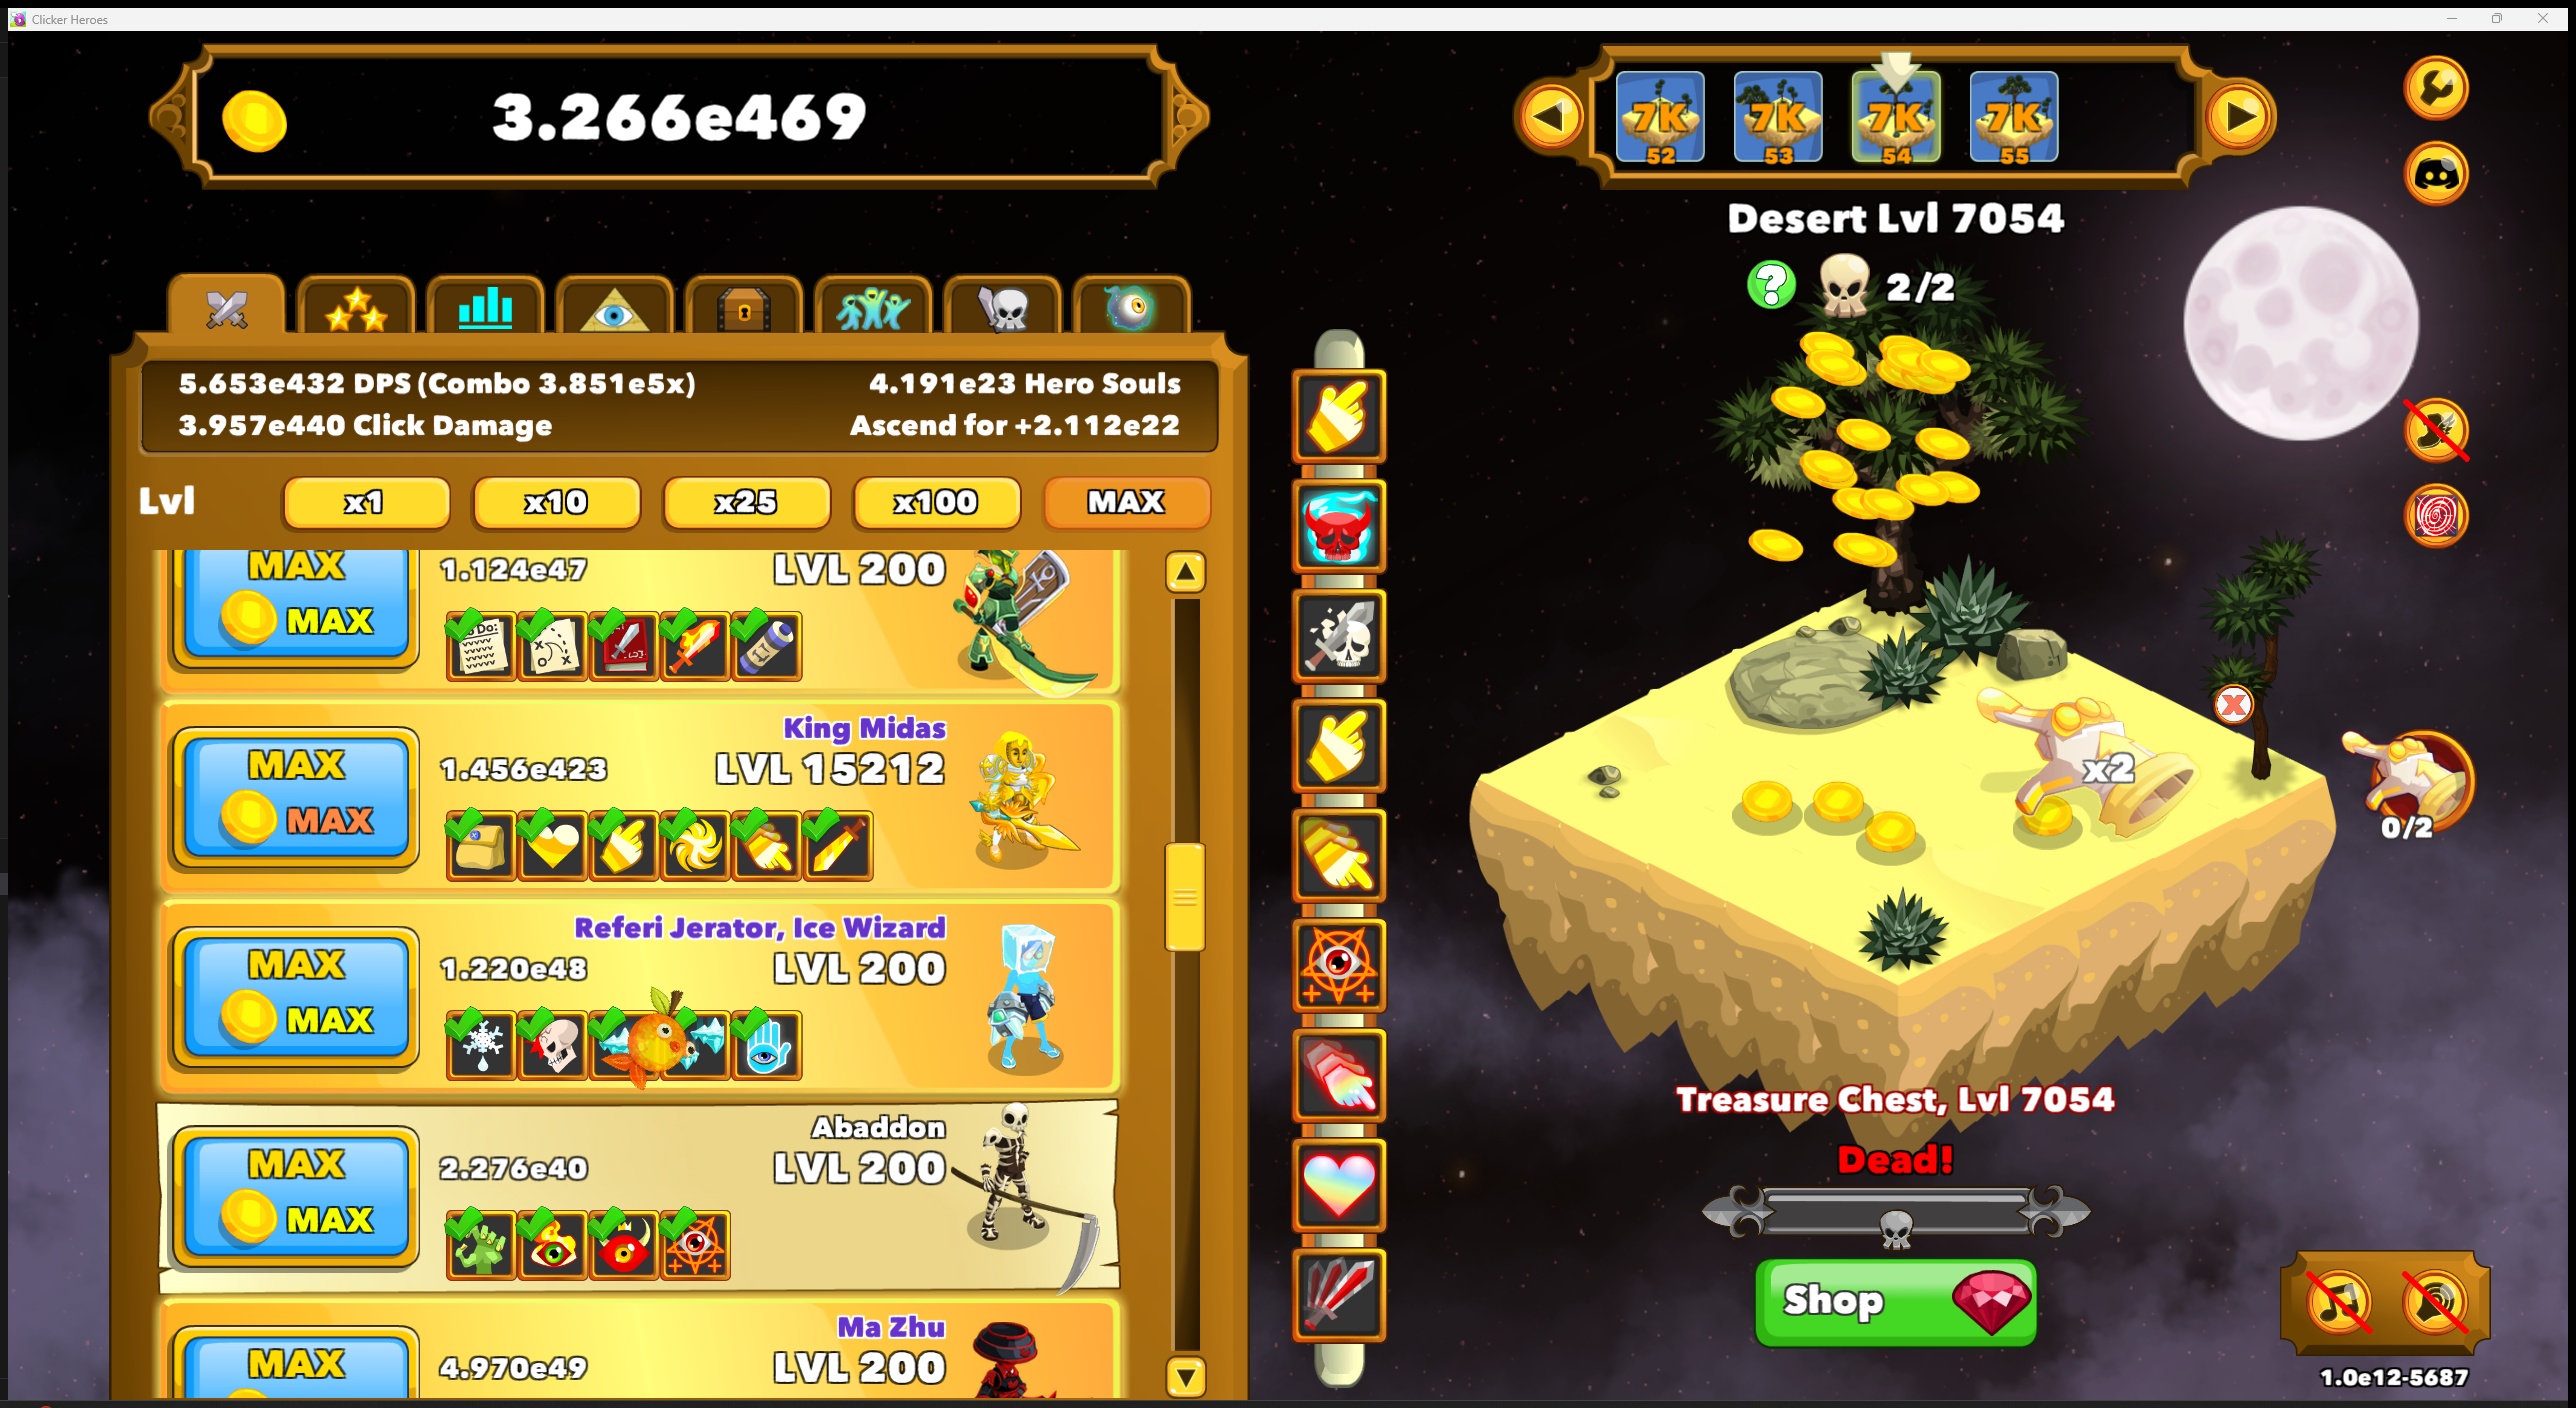 Clicker Heroes
3.266e469
7K
52
7K
53
7K
54
7K
55
Desert Lvl 7054
2/2
5.653e432 DPS (Combo 3.851e5x)
4.191e23 Hero Souls
3.957e440 Click Damage
Ascend for +2.112e22
Lvl
x1
x10
x25
x100
MAX
MAX
MAX
1.124e47
LVL 200
Do:
King Midas
MAX
MAX
1.456e423
LVL 15212
Referi Jerator, Ice Wizard
MAX
MAX
1.220e48
LVL 200
Abaddon
MAX
MAX
2.276e40
LVL 200
Ma Zhu
MAX
4.970e49
LVL 200
x2
0/2
Treasure Chest, Lvl 7054
Dead!
Shop
1.0e12-5687